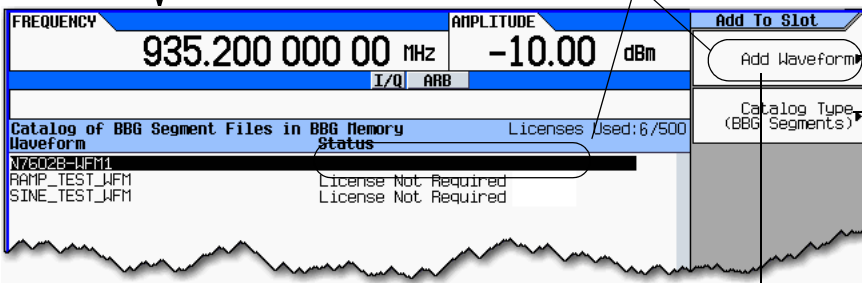 FREQUENCY
AMPLITUDE
935.200 000 00 MHz
-10.00 dBm
I/Q ARB
Catalog of BBG Segment Files in BBG Memory Licenses Used:6/500
Waveform Status
N7602B-WFM1
RAMP_TEST_WFM License Not Required
SINE_TEST_WFM License Not Required
Add To Slot
Add Waveform
Catalog Type
(BBG Segments)